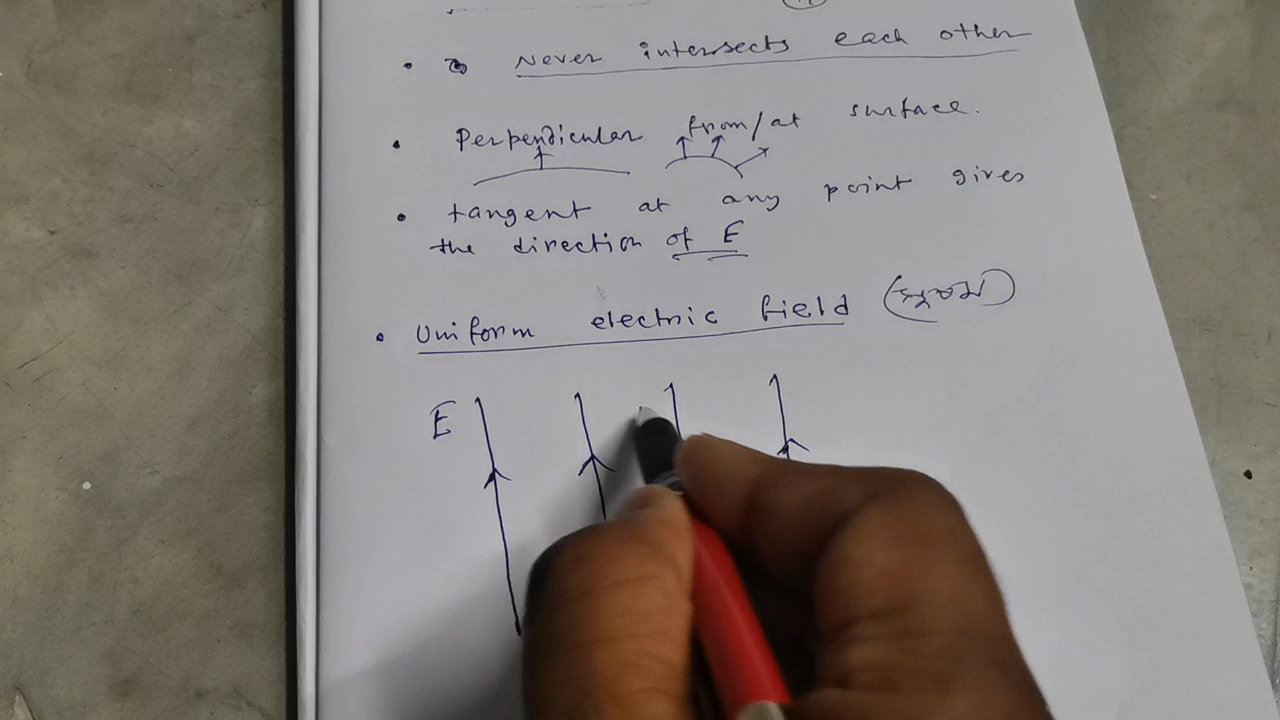 Never intersects each other
Perpendicular from/at surface.
tangent at any point gives
the direction of E
Uniform electric field
E